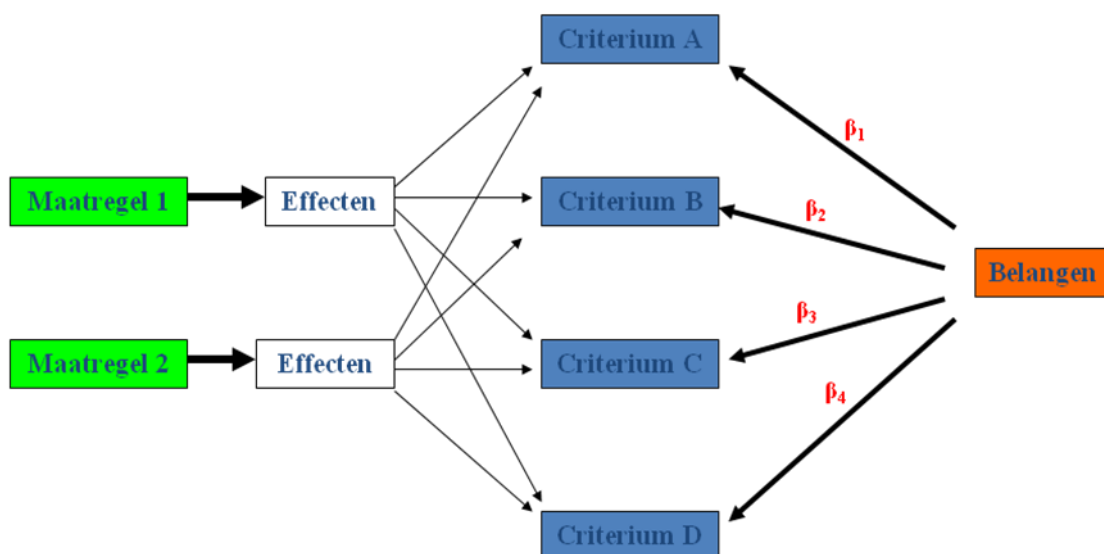 Criterium A
β₁
Maatregel 1
Effecten
Criterium B
β₂
Belangen
β₃
Maatregel 2
Effecten
Criterium C
β₄
Criterium D